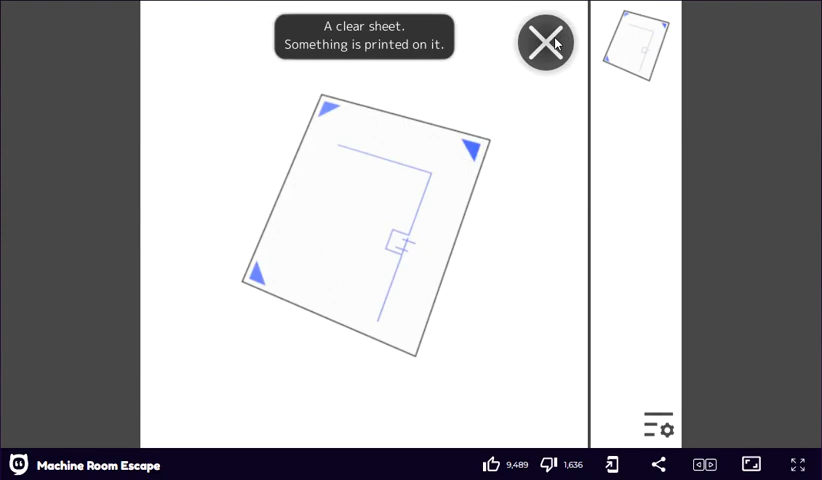 A clear sheet.
Something is printed on it.
Machine Room Escape
9,489
1,636